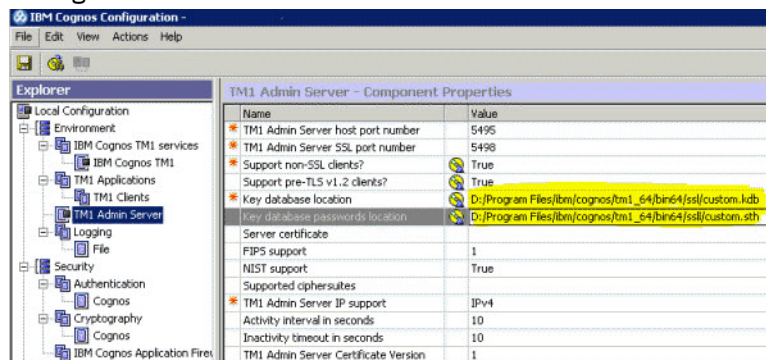 IBM Cognos Configuration -
File Edit View Actions Help
Explorer
TM1 Admin Server - Component Properties
Local Configuration
Environment
IBM Cognos TM1 services
IBM Cognos TM1
TM1 Applications
TM1 Clients
TM1 Admin Server
Logging
File
Security
Authentication
Cognos
Cryptography
Cognos
IBM Cognos Application Firew
Name Value
* TM1 Admin Server host port number 5495
* TM1 Admin Server SSL port number 5498
* Support non-SSL clients? True
Support pre-TLS v1.2 clients? True
* Key database location D:/Program Files/ibm/cognos/tm1_64/bin64/ssl/custom.kdb
Key database passwords location D:/Program Files/ibm/cognos/tm1_64/bin64/ssl/custom.sth
Server certificate
FIPS support 1
NIST support True
Supported ciphersuites
* TM1 Admin Server IP support IPv4
Activity interval in seconds 10
Inactivity timeout in seconds 10
TM1 Admin Server Certificate Version 1